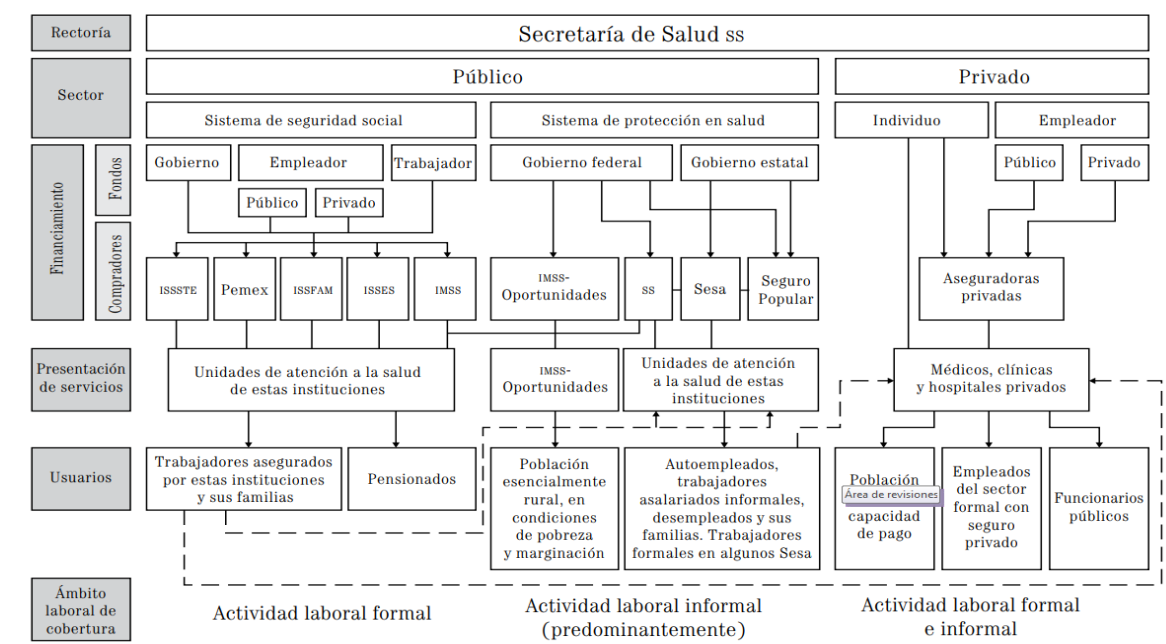 Rectoría
Secretaría de Salud SS
Sector
Público
Privado
Sistema de seguridad social
Sistema de protección en salud
Individuo
Empleador
Financiamiento
Fondos
Gobierno
Empleador
Trabajador
Gobierno federal
Gobierno estatal
Público
Privado
Público
Privado
Compradores
ISSSTE
Pemex
ISSFAM
ISSES
IMSS
IMSS-
Oportunidades
SS
Sesa
Seguro
Popular
Aseguradoras
privadas
Presentación
de servicios
Unidades de atención a la salud
de estas instituciones
IMSS-
Oportunidades
Unidades de atención
a la salud de estas
instituciones
Médicos, clínicas
y hospitales privados
Usuarios
Trabajadores asegurados
por estas instituciones
y sus familias
Pensionados
Población
esencialmente
rural, en
condiciones
de pobreza
y marginación
Autoempleados,
trabajadores
asalariados informales,
desempleados y sus
familias. Trabajadores
formales en algunos Sesa
Población
Área de revisiones
capacidad
de pago
Empleados
del sector
formal con
seguro
privado
Funcionarios
públicos
Ámbito
laboral de
cobertura
Actividad laboral formal
Actividad laboral informal
(predominantemente)
Actividad laboral formal
e informal